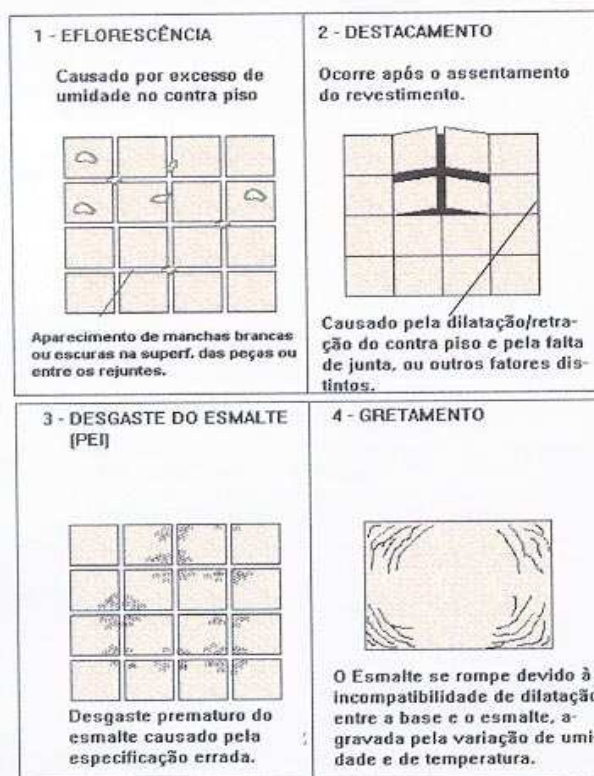 1 - EFLORESCÊNCIA
Causado por excesso de
umidade no contra piso
Aparecimento de manchas brancas
ou escuras na superf. das peças ou
entre os rejuntes.
2 - DESTACAMENTO
Ocorre após o assentamento
do revestimento.
Causado pela dilatação/retra-
ção do contra piso e pela falta
de junta, ou outros fatores dis-
tintos.
3 - DESGASTE DO ESMALTE
(PEI)
Desgaste prematuro do
esmalte causado pela
especificação errada.
4 - GRETAMENTO
O Esmalte se rompe devido à
incompatibilidade de dilatação
entre a base e o esmalte, a-
gravada pela variação de umi-
dade e de temperatura.